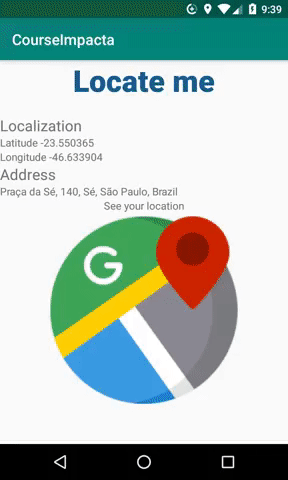 9:39
CourseImpacta
Locate me
Localization
Latitude -23.550365
Longitude -46.633904
Address
Praça da Sé, 140, Sé, São Paulo, Brazil
See your location
G